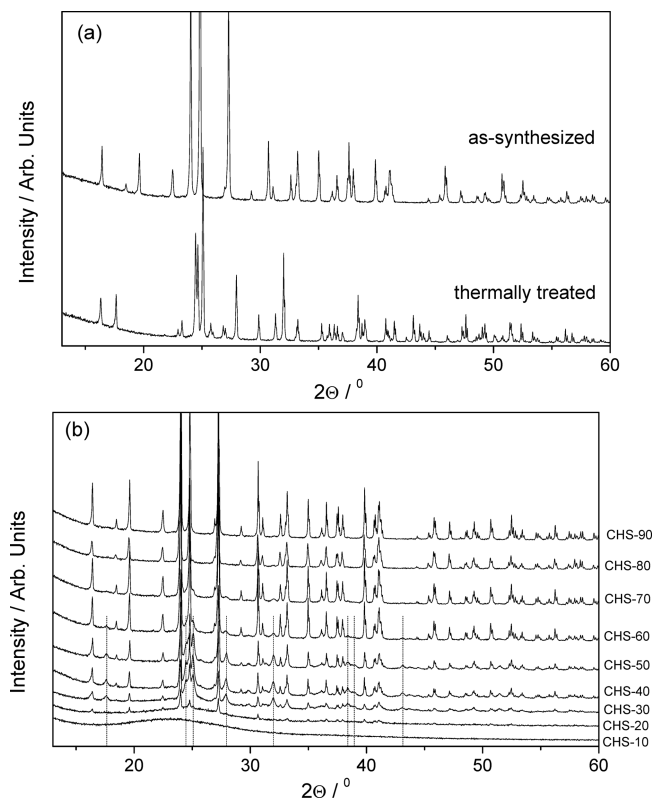 (a)
as-synthesized
thermally treated
Intensity / Arb. Units
20 30 40 50 60
2Θ / ⁰
(b)
CHS-90
CHS-80
CHS-70
CHS-60
CHS-50
CHS-40
CHS-30
CHS-20
CHS-10
Intensity / Arb. Units
20 30 40 50 60
2Θ / ⁰